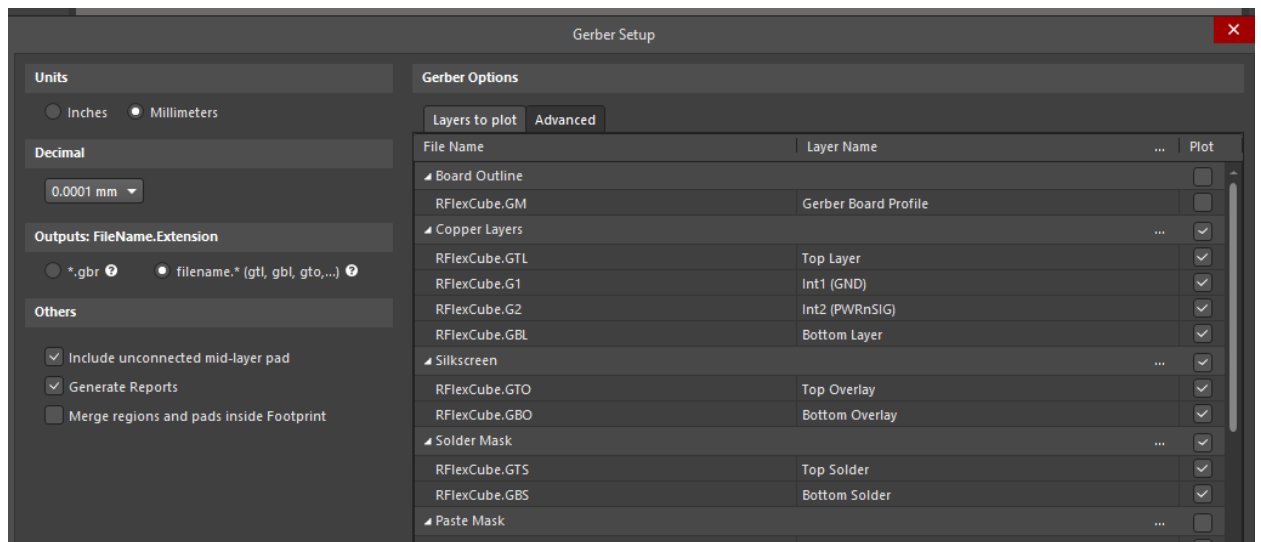 Gerber Setup
Units
Inches Millimeters
Decimal
0.0001 mm
Outputs: FileName.Extension
*.gbr ? filename.* (gtl, gbl, gto,...) ?
Others
Include unconnected mid-layer pad
Generate Reports
Merge regions and pads inside Footprint
Gerber Options
Layers to plot Advanced
File Name Layer Name ... Plot
Board Outline
RFlexCube.GM Gerber Board Profile
Copper Layers ...
RFlexCube.GTL Top Layer
RFlexCube.G1 Int1 (GND)
RFlexCube.G2 Int2 (PWRnSIG)
RFlexCube.GBL Bottom Layer
Silkscreen ...
RFlexCube.GTO Top Overlay
RFlexCube.GBO Bottom Overlay
Solder Mask ...
RFlexCube.GTS Top Solder
RFlexCube.GBS Bottom Solder
Paste Mask ...